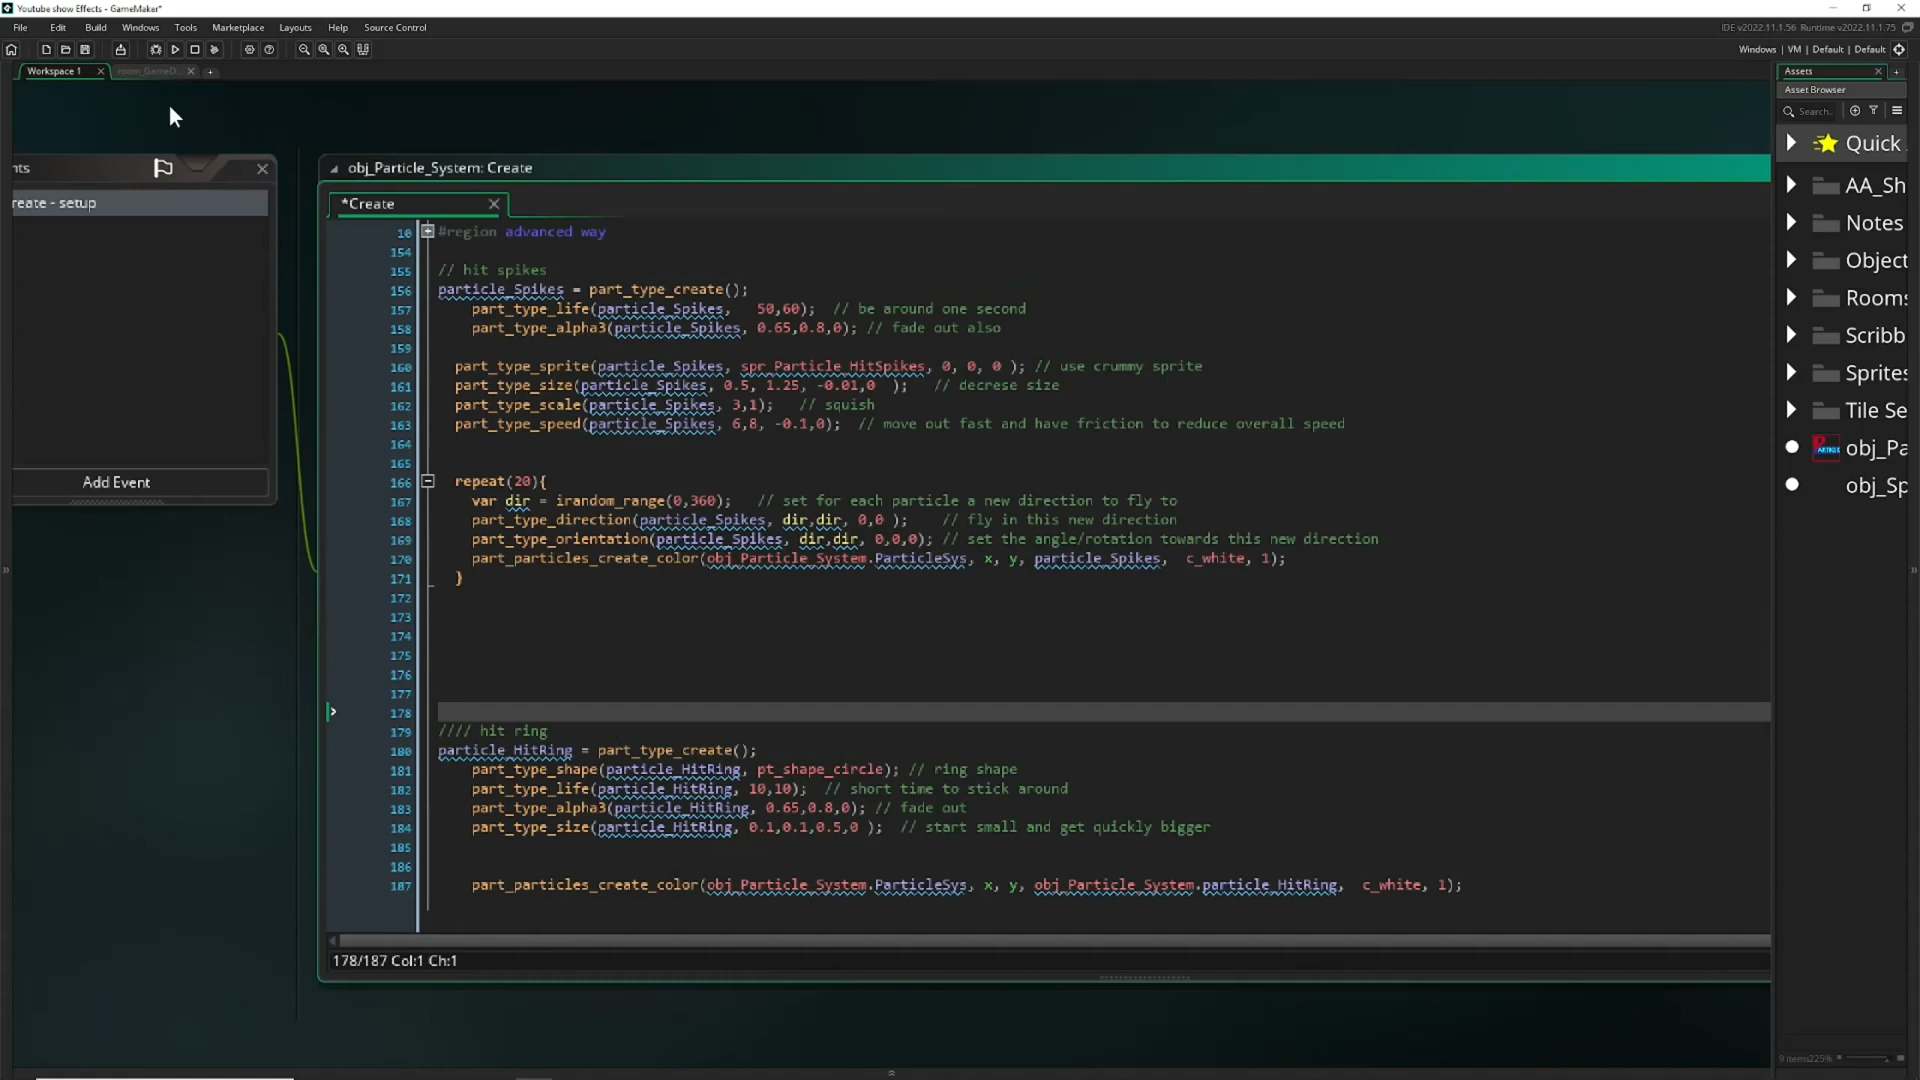 Youtube show Effects - GameMaker*
File Edit Build Windows Tools Marketplace Layouts Help Source Control
IDE v2022.11.1.56 Runtime v2022.11.1.75
Windows | VM | Default | Default
Workspace 1 room_GameD...
Assets
Asset Browser
Search..
nts
reate - setup
Add Event
obj_Particle_System: Create
*Create
10 #region advanced way
154
155 // hit spikes
156 particle_Spikes = part_type_create();
157 part_type_life(particle_Spikes, 50,60); // be around one second
158 part_type_alpha3(particle_Spikes, 0.65,0.8,0); // fade out also
159
160 part_type_sprite(particle_Spikes, spr_Particle_HitSpikes, 0, 0, 0 ); // use crummy sprite
161 part_type_size(particle_Spikes, 0.5, 1.25, -0.01,0 ); // decrese size
162 part_type_scale(particle_Spikes, 3,1); // squish
163 part_type_speed(particle_Spikes, 6,8, -0.1,0); // move out fast and have friction to reduce overall speed
164
165
166 repeat(20){
167 var dir = irandom_range(0,360); // set for each particle a new direction to fly to
168 part_type_direction(particle_Spikes, dir,dir, 0,0 ); // fly in this new direction
169 part_type_orientation(particle_Spikes, dir,dir, 0,0,0); // set the angle/rotation towards this new direction
170 part_particles_create_color(obj_Particle_System.ParticleSys, x, y, particle_Spikes, c_white, 1);
171 }
172
173
174
175
176
177
178
179 //// hit ring
180 particle_HitRing = part_type_create();
181 part_type_shape(particle_HitRing, pt_shape_circle); // ring shape
182 part_type_life(particle_HitRing, 10,10); // short time to stick around
183 part_type_alpha3(particle_HitRing, 0.65,0.8,0); // fade out
184 part_type_size(particle_HitRing, 0.1,0.1,0.5,0 ); // start small and get quickly bigger
185
186
187 part_particles_create_color(obj_Particle_System.ParticleSys, x, y, obj_Particle_System.particle_HitRing, c_white, 1);
178/187 Col:1 Ch:1
Quick
AA_Sh
Notes
Object
Rooms
Scribb
Sprites
Tile Se
obj_Pa
obj_Sp
9 items 225%